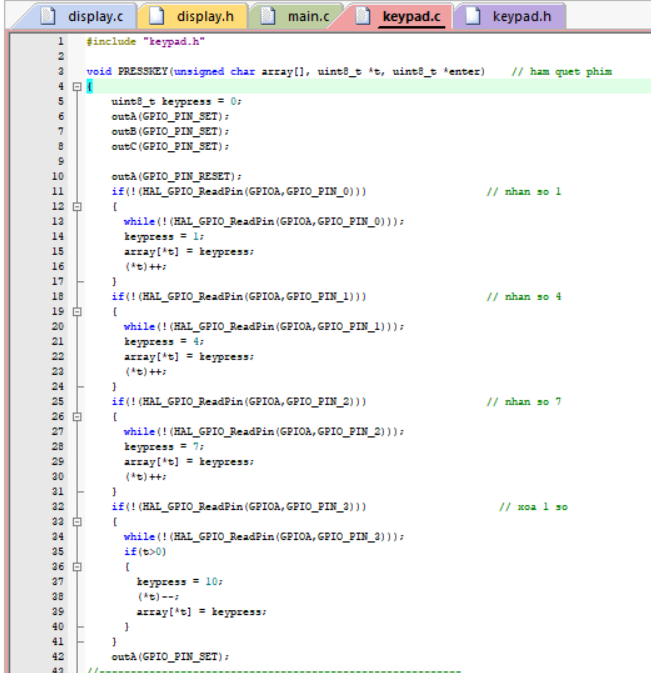 display.c display.h main.c keypad.c keypad.h
1 #include "keypad.h"
2
3 void PRESSKEY(unsigned char array[], uint8_t *t, uint8_t *enter) // ham quet phim
4 {
5 uint8_t keypress = 0;
6 outA(GPIO_PIN_SET);
7 outB(GPIO_PIN_SET);
8 outC(GPIO_PIN_SET);
9
10 outA(GPIO_PIN_RESET);
11 if(!(HAL_GPIO_ReadPin(GPIOA,GPIO_PIN_0))) // nhan so 1
12 {
13 while(!(HAL_GPIO_ReadPin(GPIOA,GPIO_PIN_0)));
14 keypress = 1;
15 array[*t] = keypress;
16 (*t)++;
17 }
18 if(!(HAL_GPIO_ReadPin(GPIOA,GPIO_PIN_1))) // nhan so 4
19 {
20 while(!(HAL_GPIO_ReadPin(GPIOA,GPIO_PIN_1)));
21 keypress = 4;
22 array[*t] = keypress;
23 (*t)++;
24 }
25 if(!(HAL_GPIO_ReadPin(GPIOA,GPIO_PIN_2))) // nhan so 7
26 {
27 while(!(HAL_GPIO_ReadPin(GPIOA,GPIO_PIN_2)));
28 keypress = 7;
29 array[*t] = keypress;
30 (*t)++;
31 }
32 if(!(HAL_GPIO_ReadPin(GPIOA,GPIO_PIN_3))) // xoa 1 so
33 {
34 while(!(HAL_GPIO_ReadPin(GPIOA,GPIO_PIN_3)));
35 if(t>0)
36 {
37 keypress = 10;
38 (*t)--;
39 array[*t] = keypress;
40 }
41 }
42 outA(GPIO_PIN_SET);
43 //----------------------------------------------------------